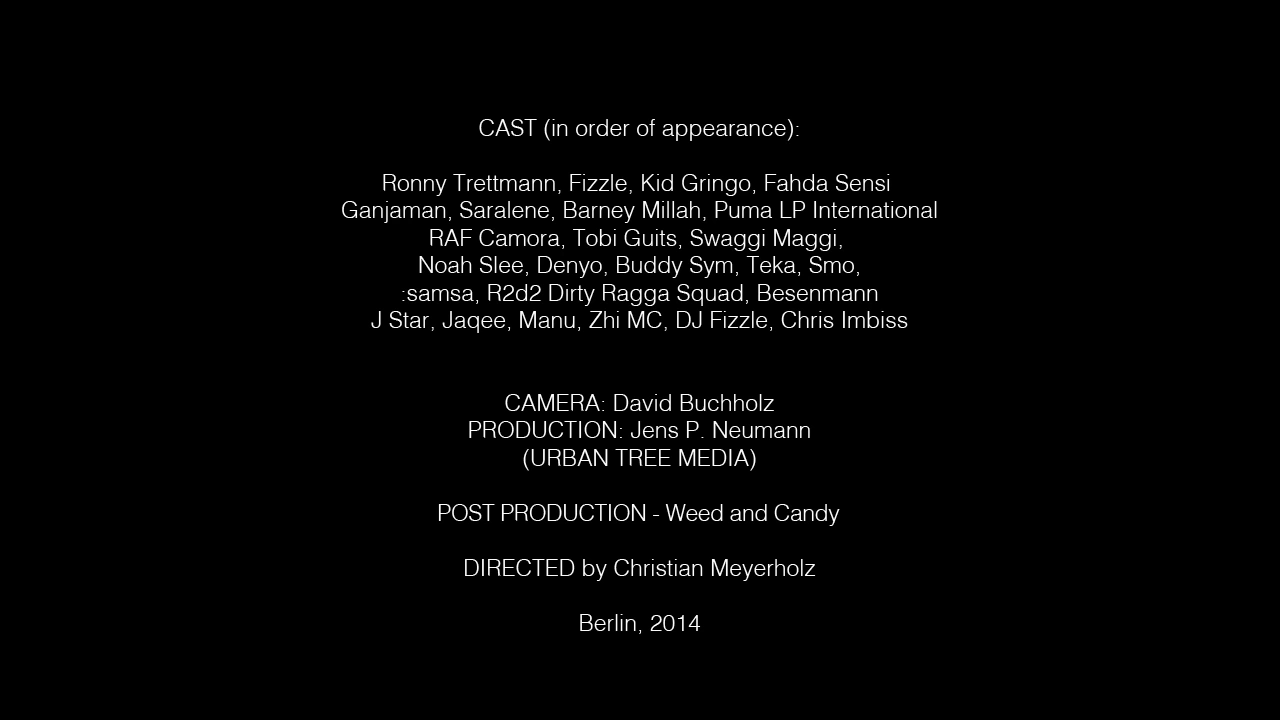 CAST (in order of appearance):
Ronny Trettmann, Fizzle, Kid Gringo, Fahda Sensi
Ganjaman, Saralene, Barney Millah, Puma LP International
RAF Camora, Tobi Guits, Swaggi Maggi,
Noah Slee, Denyo, Buddy Sym, Teka, Smo,
:samsa, R2d2 Dirty Ragga Squad, Besenmann
J Star, Jaqee, Manu, Zhi MC, DJ Fizzle, Chris Imbiss
CAMERA: David Buchholz
PRODUCTION: Jens P. Neumann
(URBAN TREE MEDIA)
POST PRODUCTION - Weed and Candy
DIRECTED by Christian Meyerholz
Berlin, 2014